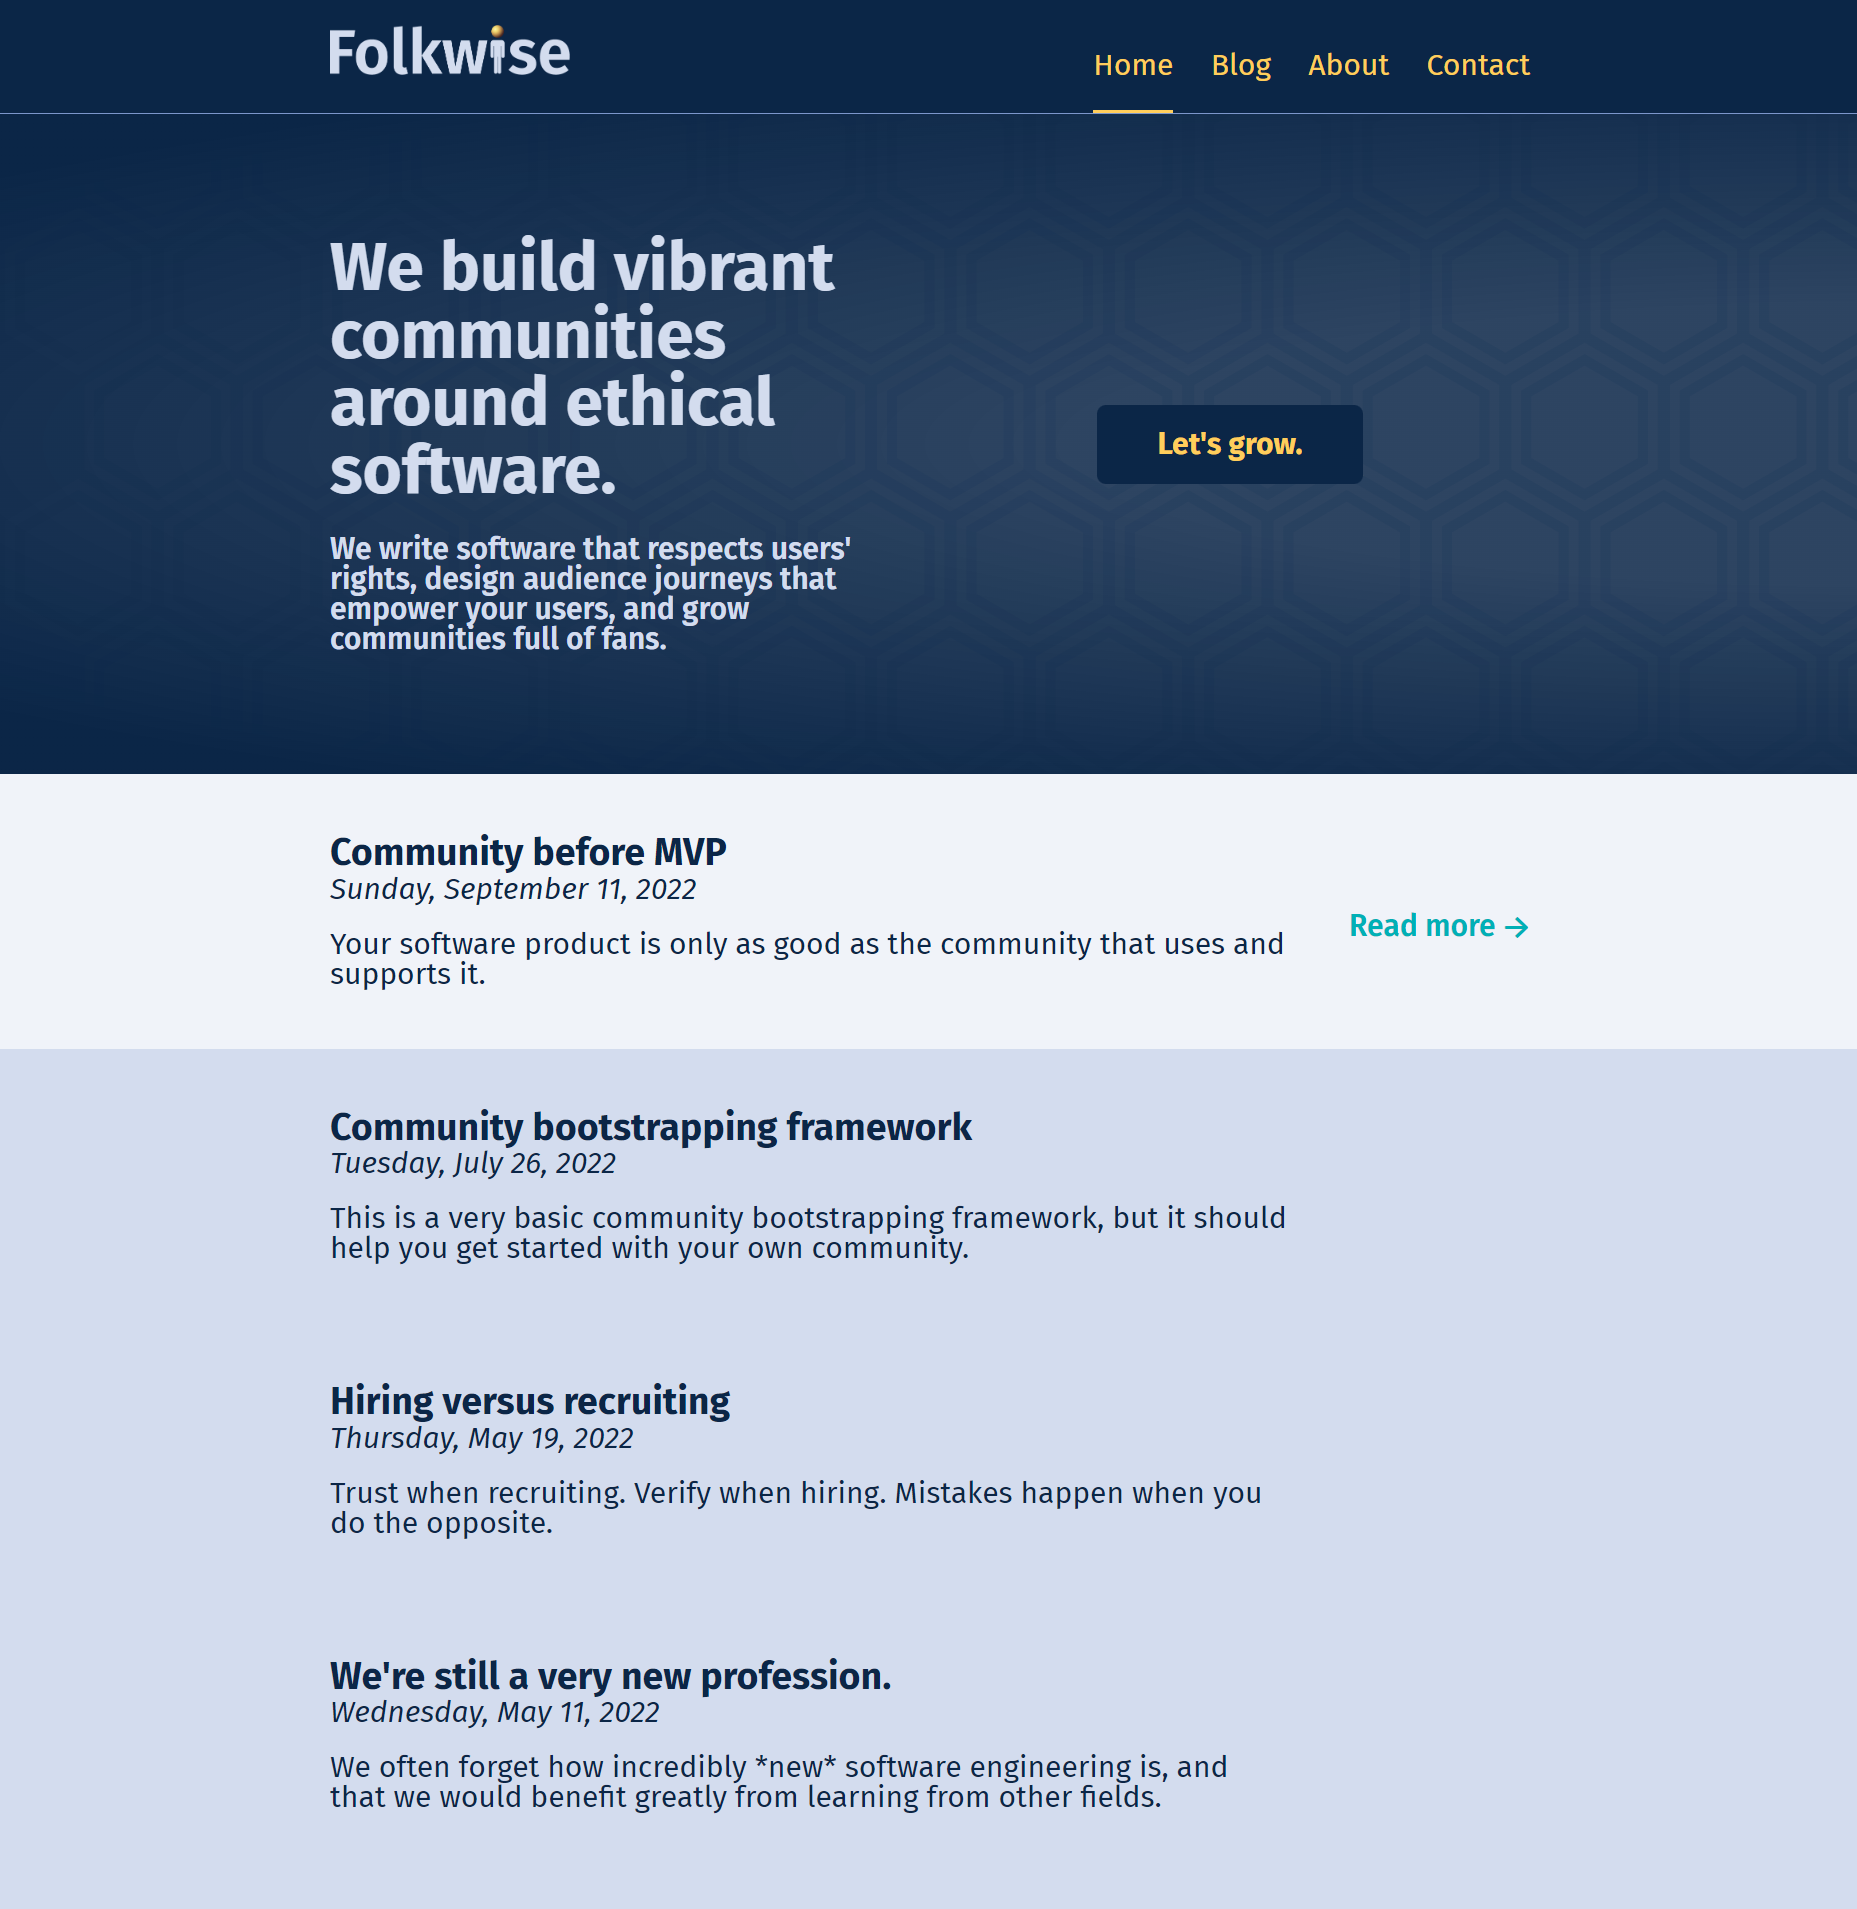 Folkwise
Home Blog About Contact
We build vibrant
communities
around ethical
software.
We write software that respects users'
rights, design audience journeys that
empower your users, and grow
communities full of fans.
Let's grow.
Community before MVP
Sunday, September 11, 2022
Your software product is only as good as the community that uses and
supports it.
Read more →
Community bootstrapping framework
Tuesday, July 26, 2022
This is a very basic community bootstrapping framework, but it should
help you get started with your own community.
Hiring versus recruiting
Thursday, May 19, 2022
Trust when recruiting. Verify when hiring. Mistakes happen when you
do the opposite.
We're still a very new profession.
Wednesday, May 11, 2022
We often forget how incredibly *new* software engineering is, and
that we would benefit greatly from learning from other fields.